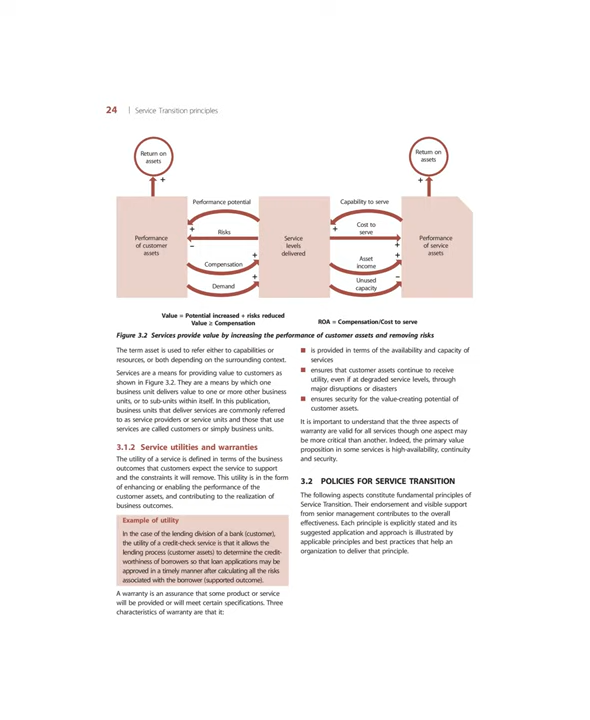 24 | Service Transition principles
Return on
assets
+
Return on
assets
+
Performance
of customer
assets
Performance potential
+
Risks
–
Compensation
+
Demand
+
Service
levels
delivered
Capability to serve
+
Cost to
serve
+
Asset
income
+
Unused
capacity
–
Performance
of service
assets
Value = Potential increased + risks reduced
Value ≥ Compensation
ROA = Compensation/Cost to serve
Figure 3.2 Services provide value by increasing the performance of customer assets and removing risks
The term asset is used to refer either to capabilities or
resources, or both depending on the surrounding context.
Services are a means for providing value to customers as
shown in Figure 3.2. They are a means by which one
business unit delivers value to one or more other business
units, or to sub-units within itself. In this publication,
business units that deliver services are commonly referred
to as service providers or service units and those that use
services are called customers or simply business units.
3.1.2 Service utilities and warranties
The utility of a service is defined in terms of the business
outcomes that customers expect the service to support
and the constraints it will remove. This utility is in the form
of enhancing or enabling the performance of the
customer assets, and contributing to the realization of
business outcomes.
Example of utility
In the case of the lending division of a bank (customer),
the utility of a credit-check service is that it allows the
lending process (customer assets) to determine the credit-
worthiness of borrowers so that loan applications may be
approved in a timely manner after calculating all the risks
associated with the borrower (supported outcome).
A warranty is an assurance that some product or service
will be provided or will meet certain specifications. Three
characteristics of warranty are that it:
■ is provided in terms of the availability and capacity of
services
■ ensures that customer assets continue to receive
utility, even if at degraded service levels, through
major disruptions or disasters
■ ensures security for the value-creating potential of
customer assets.
It is important to understand that the three aspects of
warranty are valid for all services though one aspect may
be more critical than another. Indeed, the primary value
proposition in some services is high-availability, continuity
and security.
3.2 POLICIES FOR SERVICE TRANSITION
The following aspects constitute fundamental principles of
Service Transition. Their endorsement and visible support
from senior management contributes to the overall
effectiveness. Each principle is explicitly stated and its
suggested application and approach is illustrated by
applicable principles and best practices that help an
organization to deliver that principle.